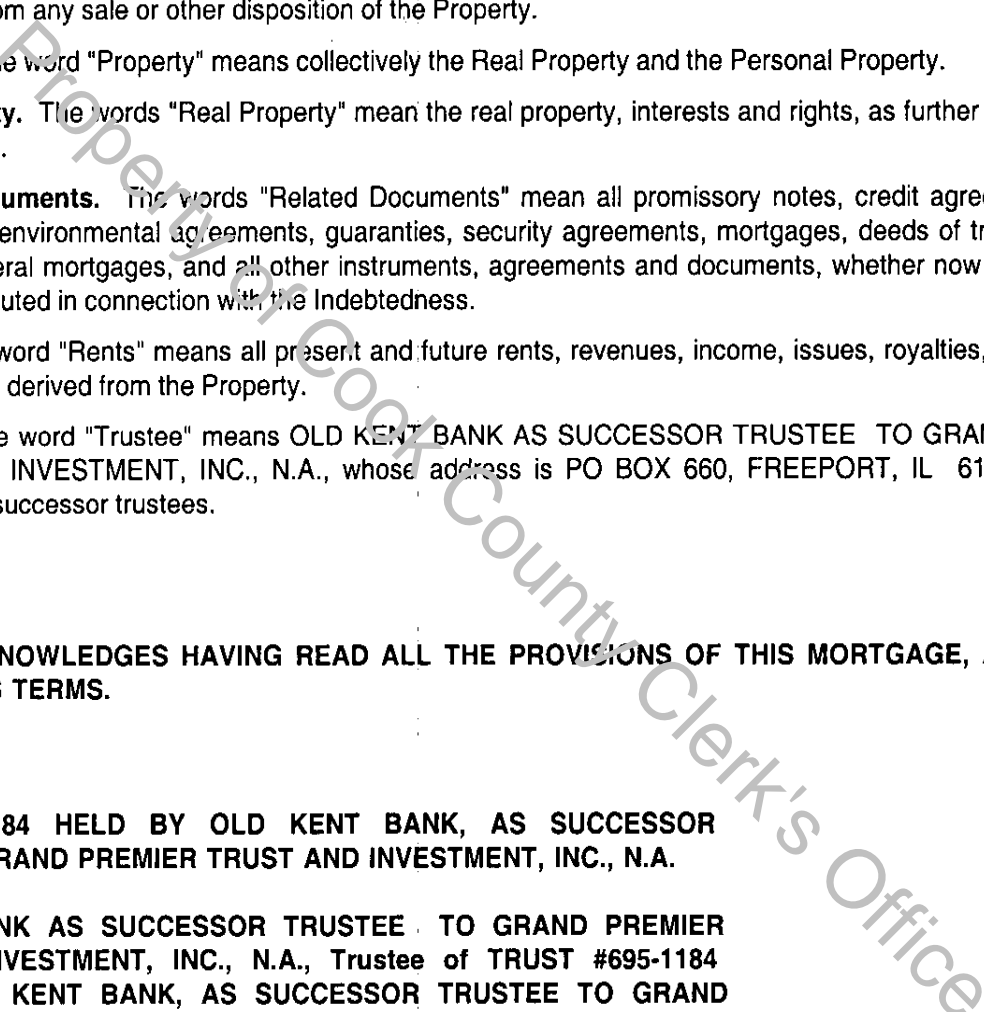 om any sale or other disposition of the Property.
e word "Property" means collectively the Real Property and the Personal Property.
y. The words "Real Property" mean the real property, interests and rights, as further
.
uments. The words "Related Documents" mean all promissory notes, credit agre
environmental agreements, guaranties, security agreements, mortgages, deeds of tr
eral mortgages, and all other instruments, agreements and documents, whether now
uted in connection with the Indebtedness.
word "Rents" means all present and future rents, revenues, income, issues, royalties,
derived from the Property.
e word "Trustee" means OLD KENT BANK AS SUCCESSOR TRUSTEE TO GRAN
INVESTMENT, INC., N.A., whose address is PO BOX 660, FREEPORT, IL 61
successor trustees.
NOWLEDGES HAVING READ ALL THE PROVISIONS OF THIS MORTGAGE,
TERMS.
84 HELD BY OLD KENT BANK, AS SUCCESSOR
RAND PREMIER TRUST AND INVESTMENT, INC., N.A.
NK AS SUCCESSOR TRUSTEE TO GRAND PREMIER
VESTMENT, INC., N.A., Trustee of TRUST #695-1184
KENT BANK, AS SUCCESSOR TRUSTEE TO GRAND
Property of Cook County Clerk's Office